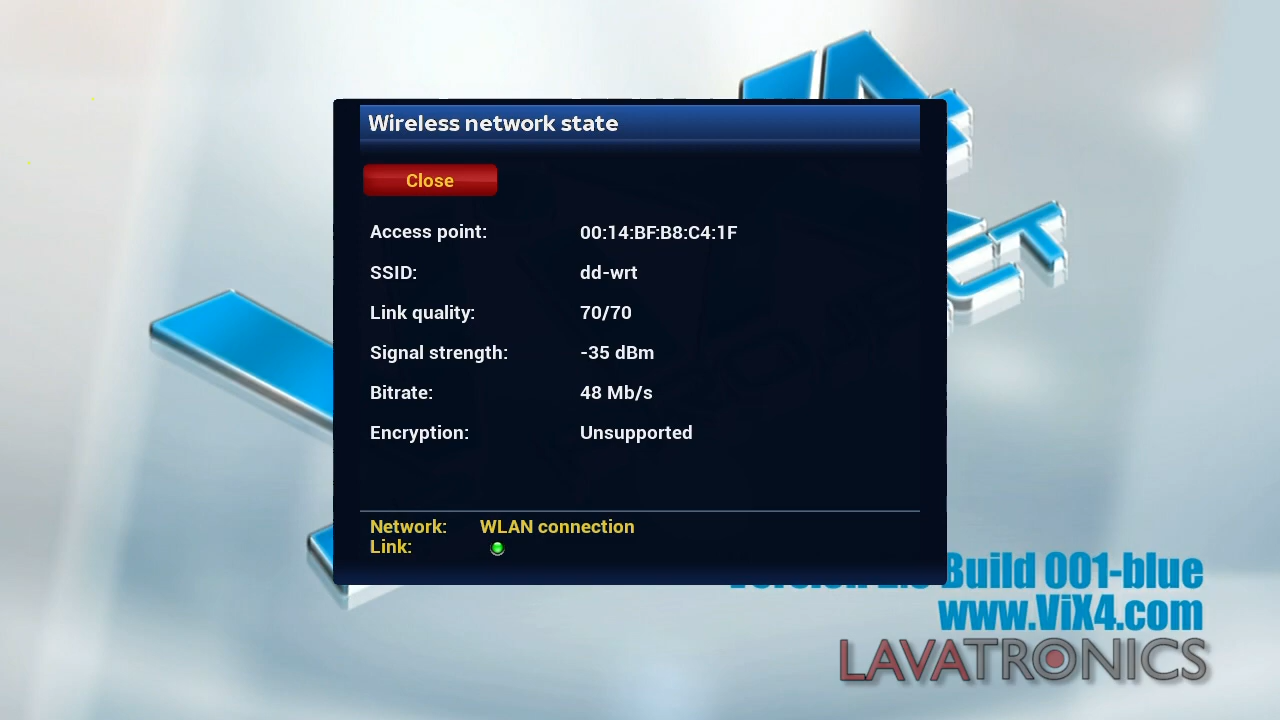 Wireless network state
Close
Access point: 00:14:BF:B8:C4:1F
SSID: dd-wrt
Link quality: 70/70
Signal strength: -35 dBm
Bitrate: 48 Mb/s
Encryption: Unsupported
Network: WLAN connection
Link:
Build 001-blue
www.ViX4.com
LAVATRONICS